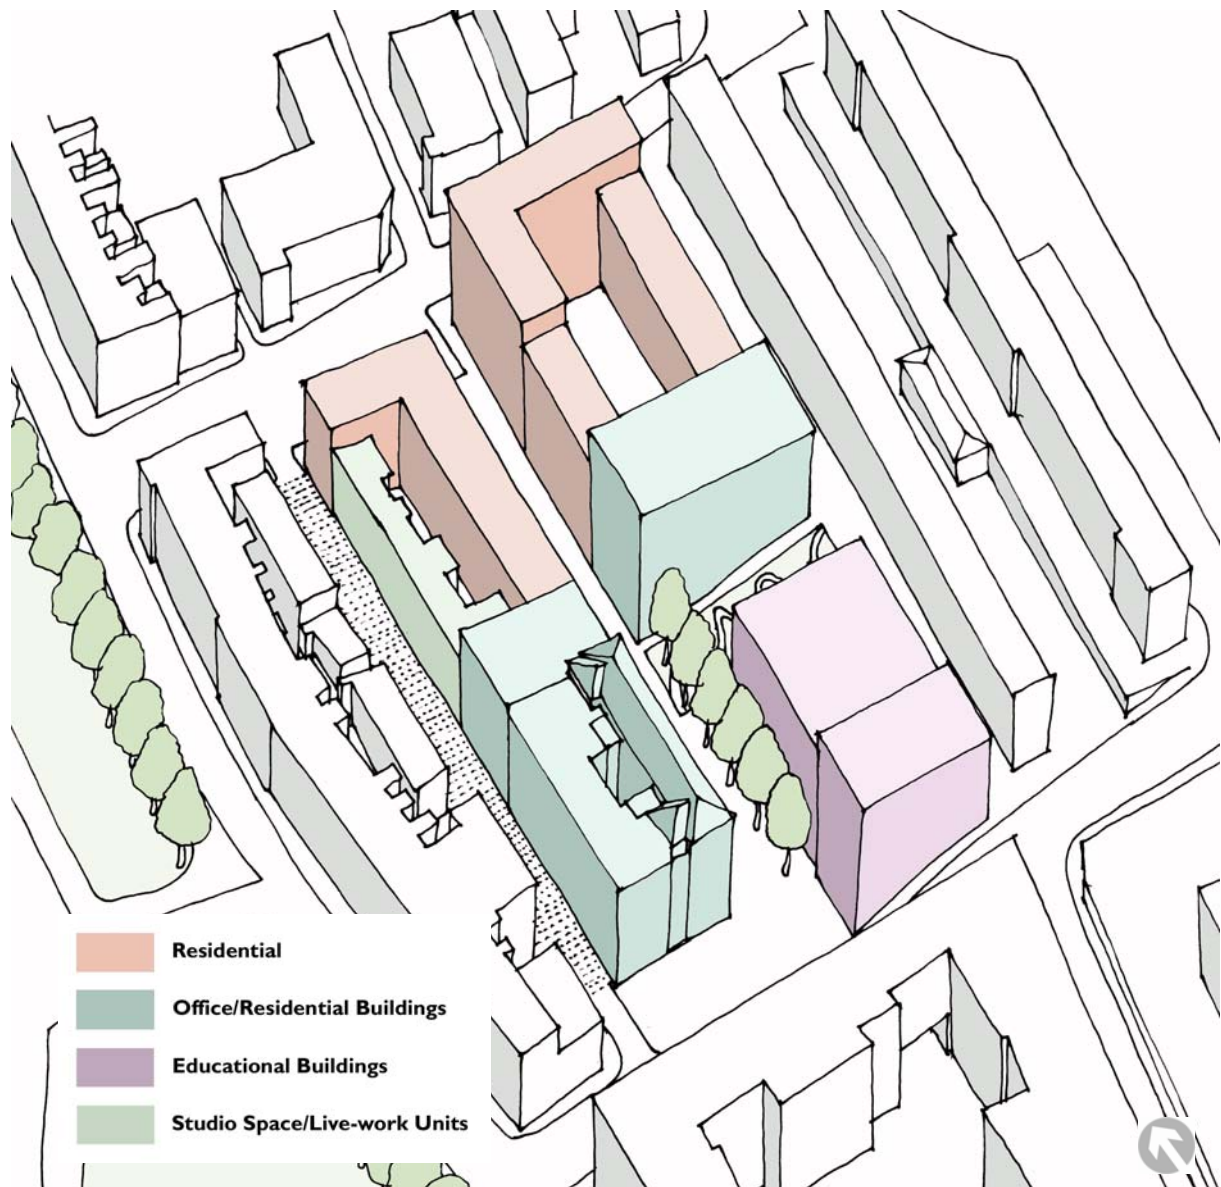 Residential
Office/Residential Buildings
Educational Buildings
Studio Space/Live-work Units